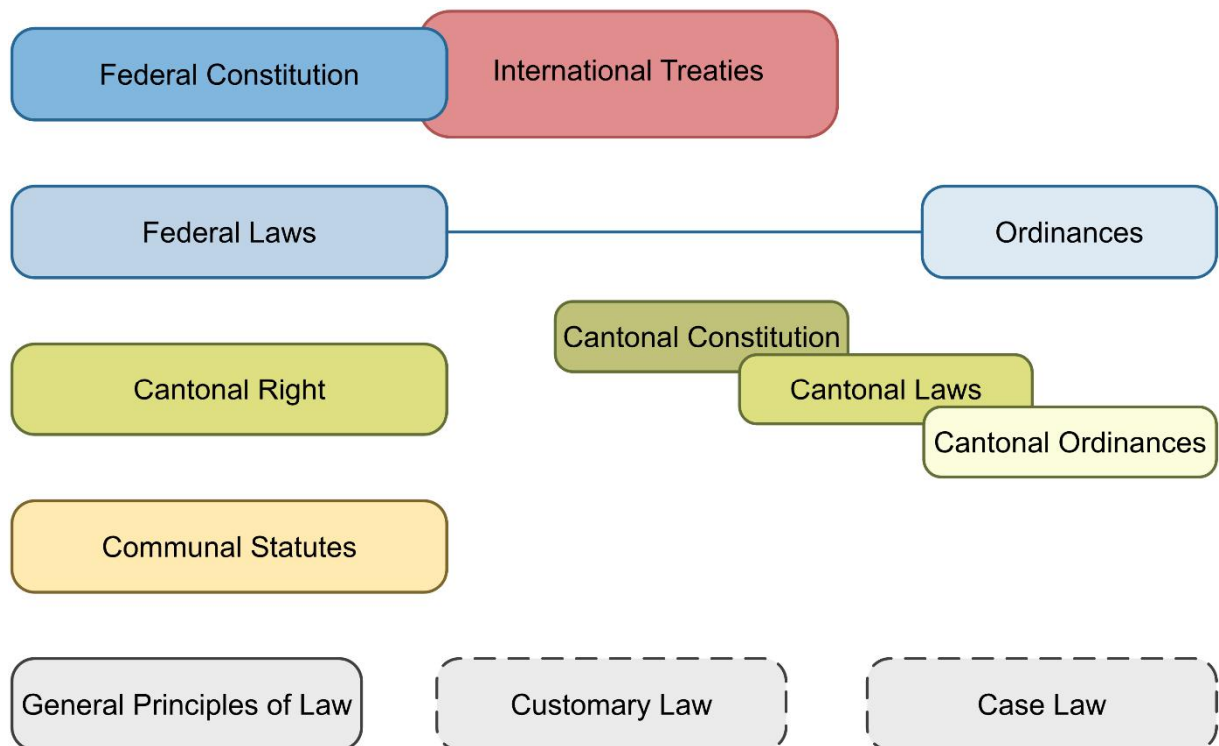 Federal Constitution
International Treaties
Federal Laws
Ordinances
Cantonal Constitution
Cantonal Right
Cantonal Laws
Cantonal Ordinances
Communal Statutes
General Principles of Law
Customary Law
Case Law